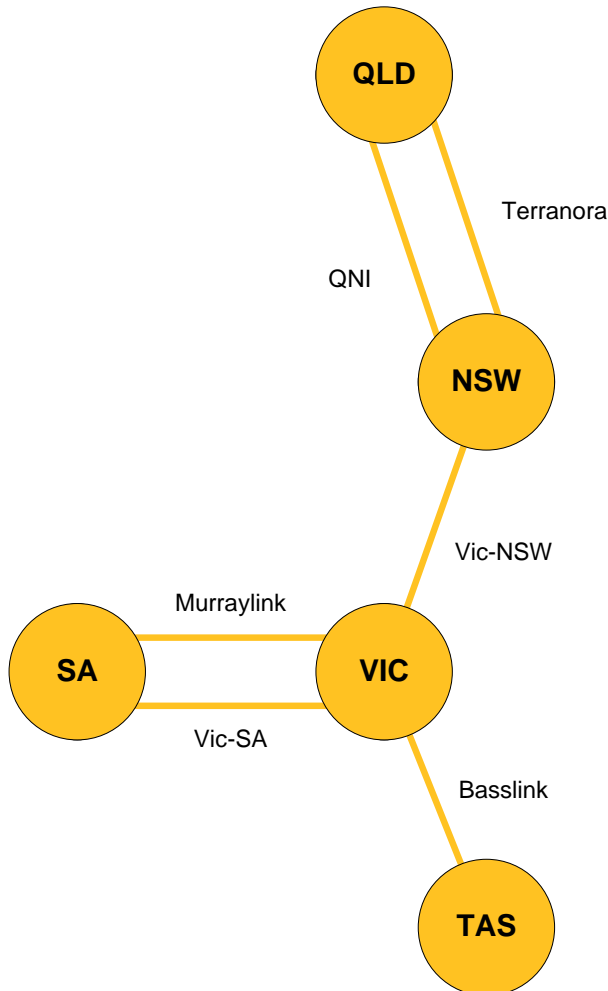 QLD
Terranora
QNI
NSW
Vic-NSW
Murraylink
SA
VIC
Vic-SA
Basslink
TAS